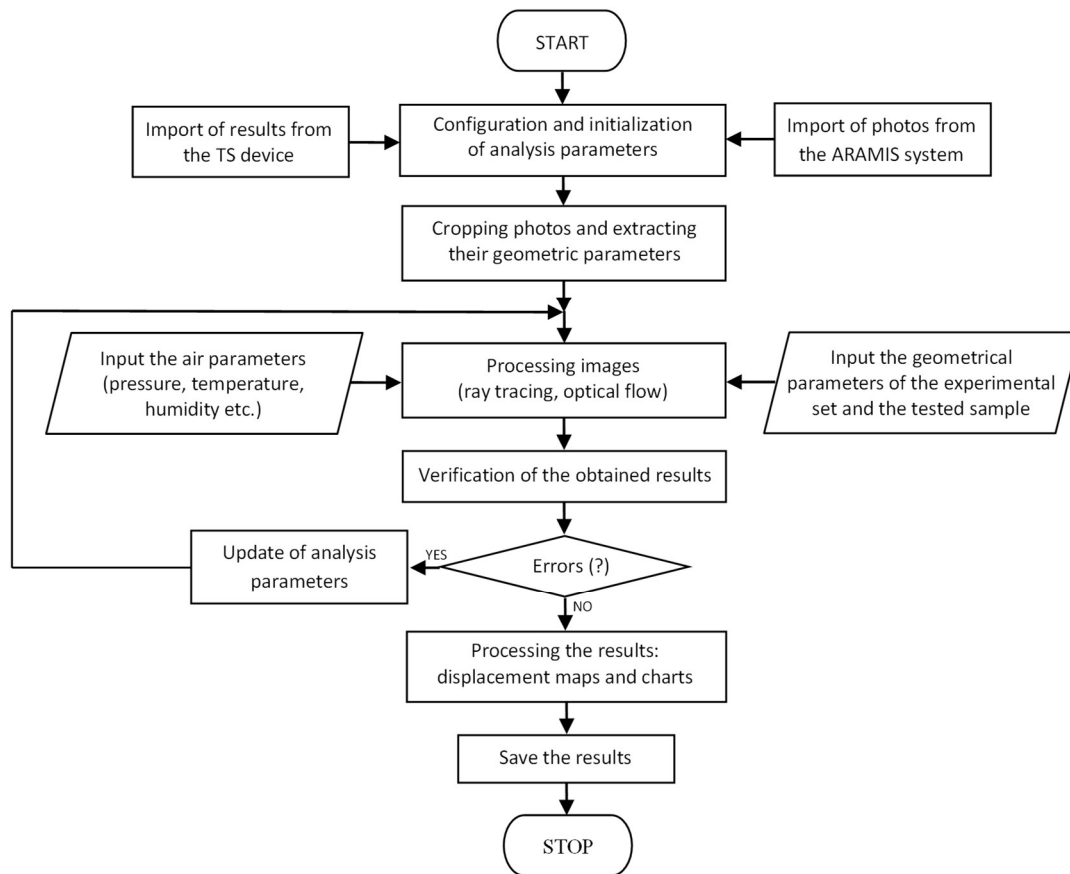 START
Import of results from
the TS device
Configuration and initialization
of analysis parameters
Import of photos from
the ARAMIS system
Cropping photos and extracting
their geometric parameters
Input the air parameters
(pressure, temperature,
humidity etc.)
Processing images
(ray tracing, optical flow)
Input the geometrical
parameters of the experimental
set and the tested sample
Verification of the obtained results
Update of analysis
parameters
YES
Errors (?)
NO
Processing the results:
displacement maps and charts
Save the results
STOP